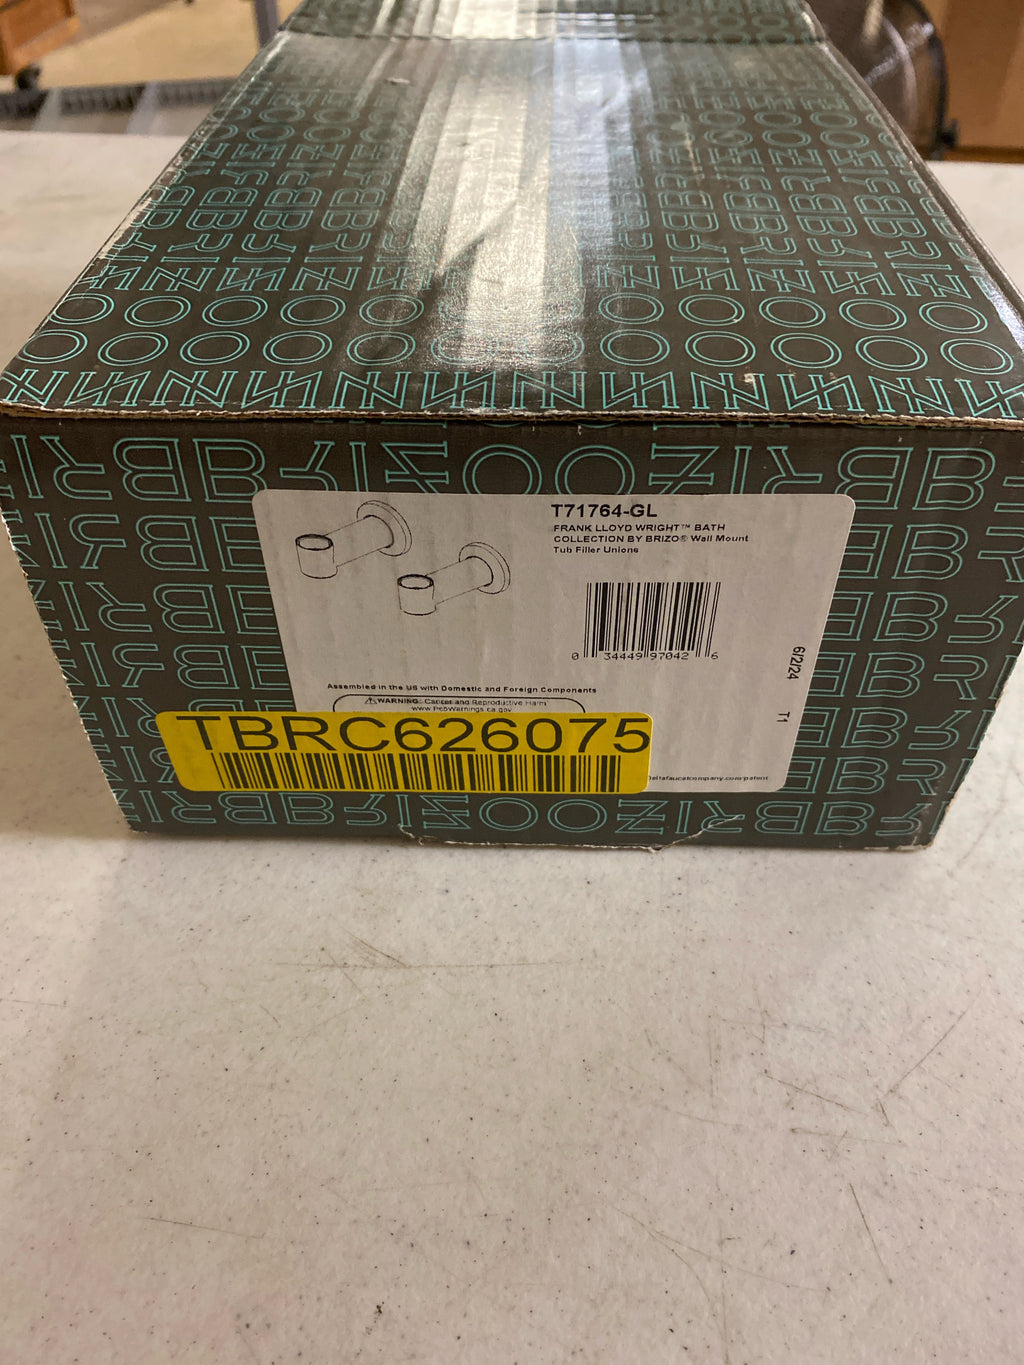 T71764-GL
FRANK LLOYD WRIGHT™ BATH
COLLECTION BY BRIZO® Wall Mount
Tub Filler Unions
0 34449 97042 6
6/2/24
T1
Assembled in the US with Domestic and Foreign Components
⚠WARNING: Cancer and Reproductive Harm
www.P65Warnings.ca.gov
TBRC626075
Deltafaucetcompany.com/patent
BRIZO